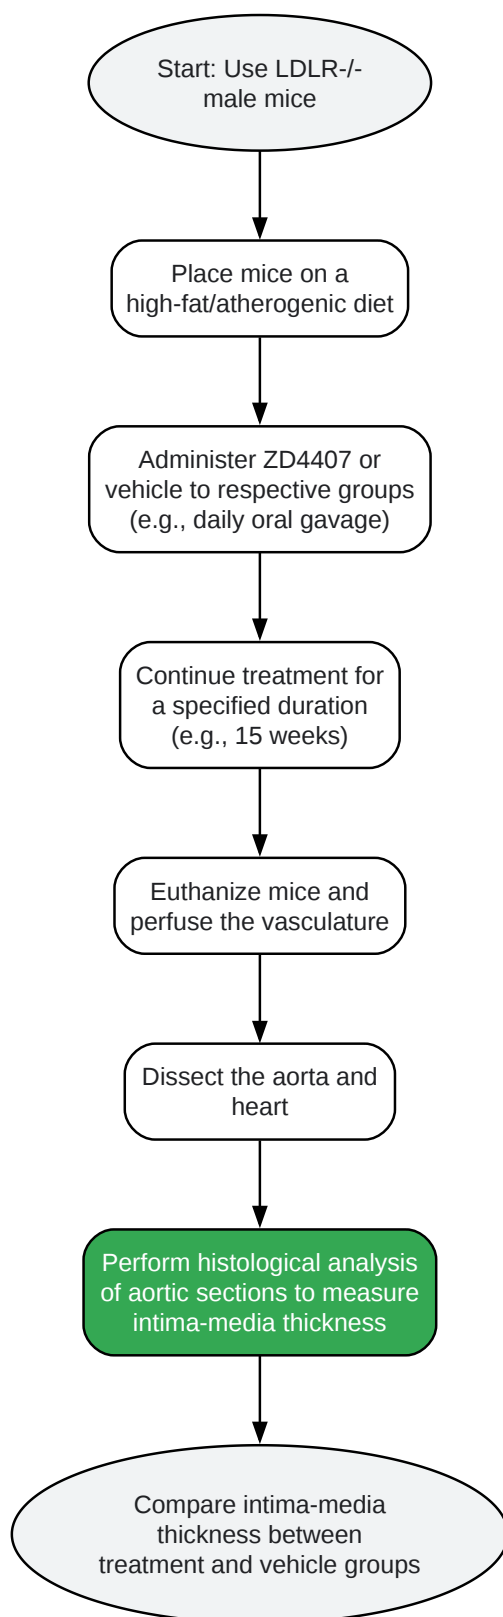 Start: Use LDLR-/-
male mice
Place mice on a
high-fat/atherogenic diet
Administer ZD4407 or
vehicle to respective groups
(e.g., daily oral gavage)
Continue treatment for
a specified duration
(e.g., 15 weeks)
Euthanize mice and
perfuse the vasculature
Dissect the aorta and
heart
Perform histological analysis
of aortic sections to measure
intima-media thickness
Compare intima-media
thickness between
treatment and vehicle groups